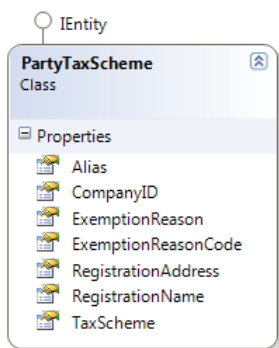 IEntity
PartyTaxScheme
Class
Properties
Alias
CompanyID
ExemptionReason
ExemptionReasonCode
RegistrationAddress
RegistrationName
TaxScheme